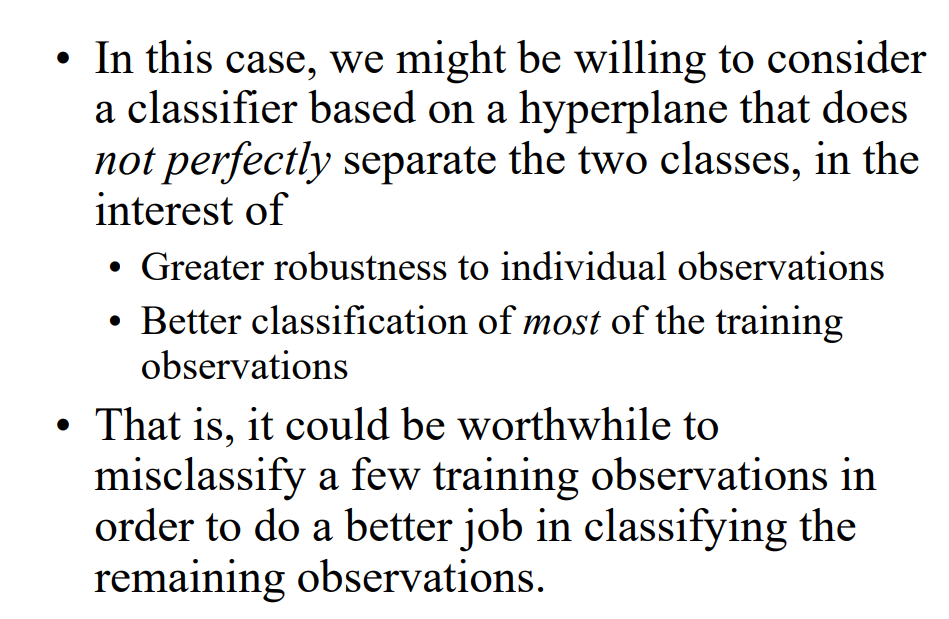 • In this case, we might be willing to consider
a classifier based on a hyperplane that does
not perfectly separate the two classes, in the
interest of
• Greater robustness to individual observations
• Better classification of most of the training
observations
• That is, it could be worthwhile to
misclassify a few training observations in
order to do a better job in classifying the
remaining observations.